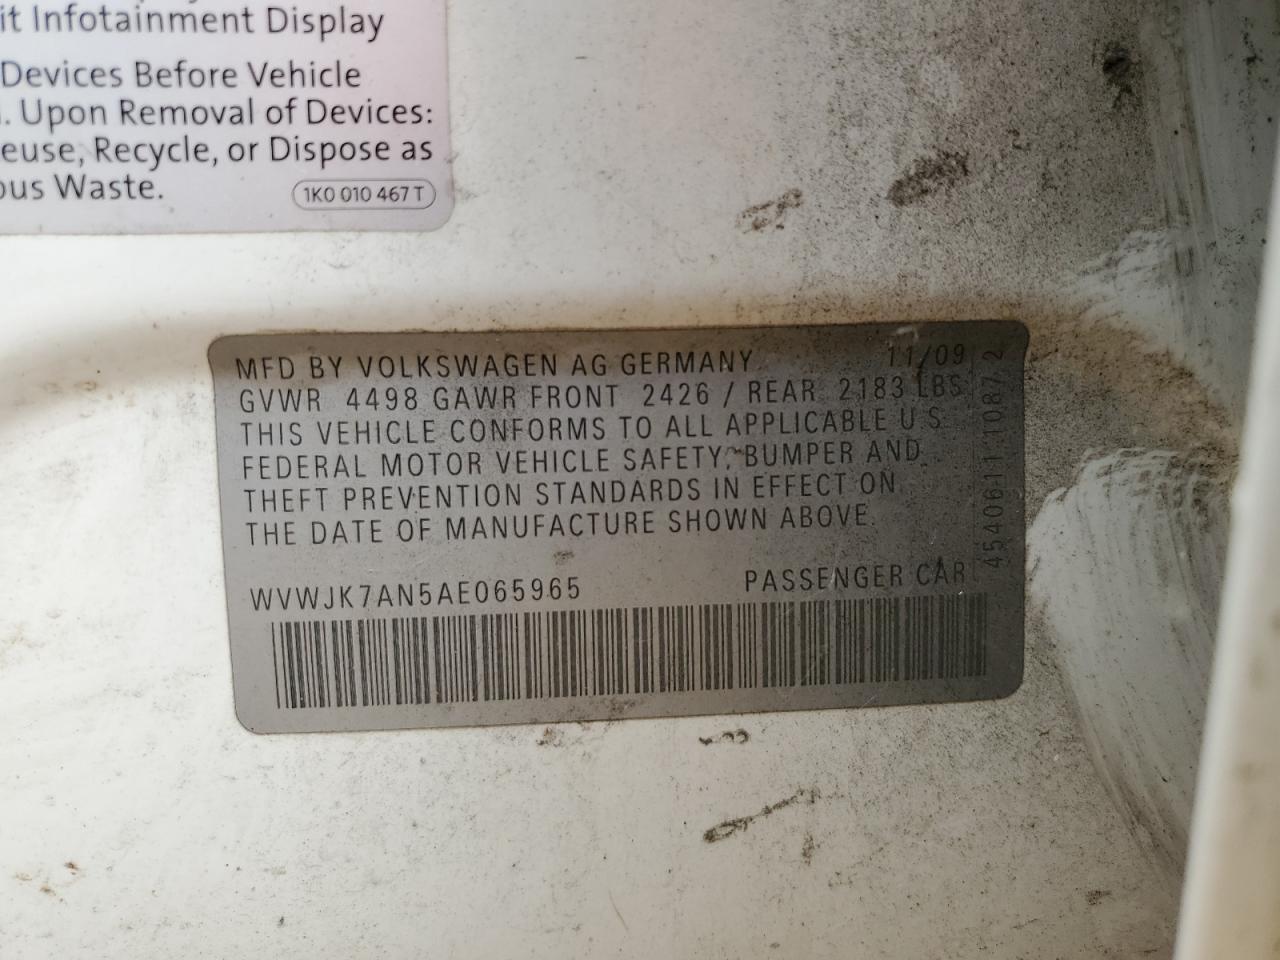 it Infotainment Display
Devices Before Vehicle
. Upon Removal of Devices:
euse, Recycle, or Dispose as
ous Waste.
1K0 010 467 T
MFD BY VOLKSWAGEN AG GERMANY 11/09
GVWR 4498 GAWR FRONT 2426 / REAR 2183 LBS
THIS VEHICLE CONFORMS TO ALL APPLICABLE U S
FEDERAL MOTOR VEHICLE SAFETY, BUMPER AND
THEFT PREVENTION STANDARDS IN EFFECT ON
THE DATE OF MANUFACTURE SHOWN ABOVE.
WVWJK7AN5AE065965 PASSENGER CAR